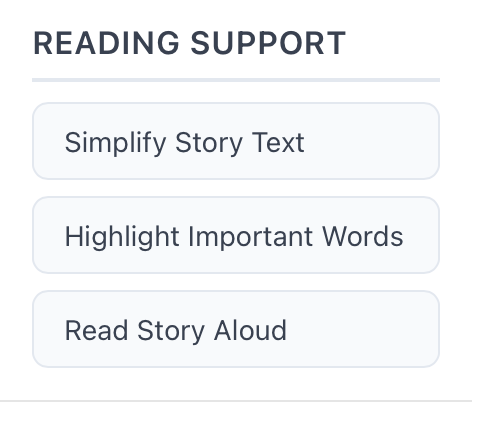 READING SUPPORT
Simplify Story Text
Highlight Important Words
Read Story Aloud